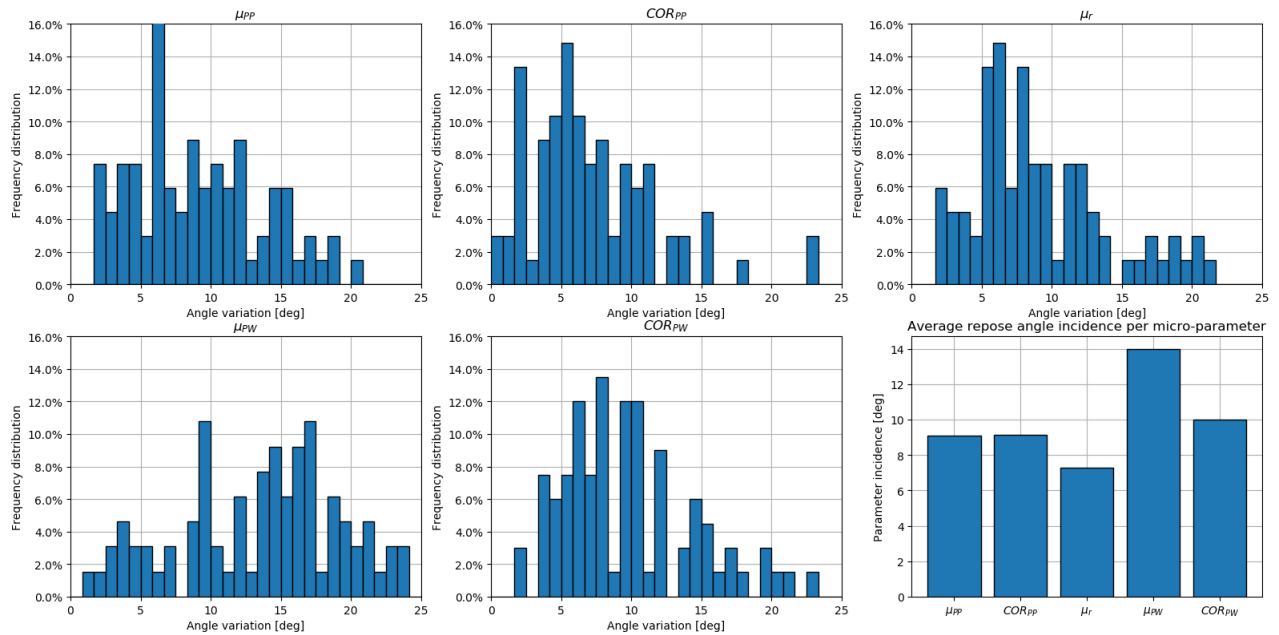 μPP
16.0%
14.0%
12.0%
10.0%
8.0%
6.0%
4.0%
2.0%
0.0%
Frequency distribution
0 5 10 15 20 25
Angle variation [deg]
CORPP
16.0%
14.0%
12.0%
10.0%
8.0%
6.0%
4.0%
2.0%
0.0%
Frequency distribution
0 5 10 15 20 25
Angle variation [deg]
μr
16.0%
14.0%
12.0%
10.0%
8.0%
6.0%
4.0%
2.0%
0.0%
Frequency distribution
0 5 10 15 20 25
Angle variation [deg]
μPW
16.0%
14.0%
12.0%
10.0%
8.0%
6.0%
4.0%
2.0%
0.0%
Frequency distribution
0 5 10 15 20 25
Angle variation [deg]
CORPW
16.0%
14.0%
12.0%
10.0%
8.0%
6.0%
4.0%
2.0%
0.0%
Frequency distribution
0 5 10 15 20 25
Angle variation [deg]
Average repose angle incidence per micro-parameter
14
12
10
8
6
4
2
0
Parameter incidence [deg]
μPP CORPP μr μPW CORPW